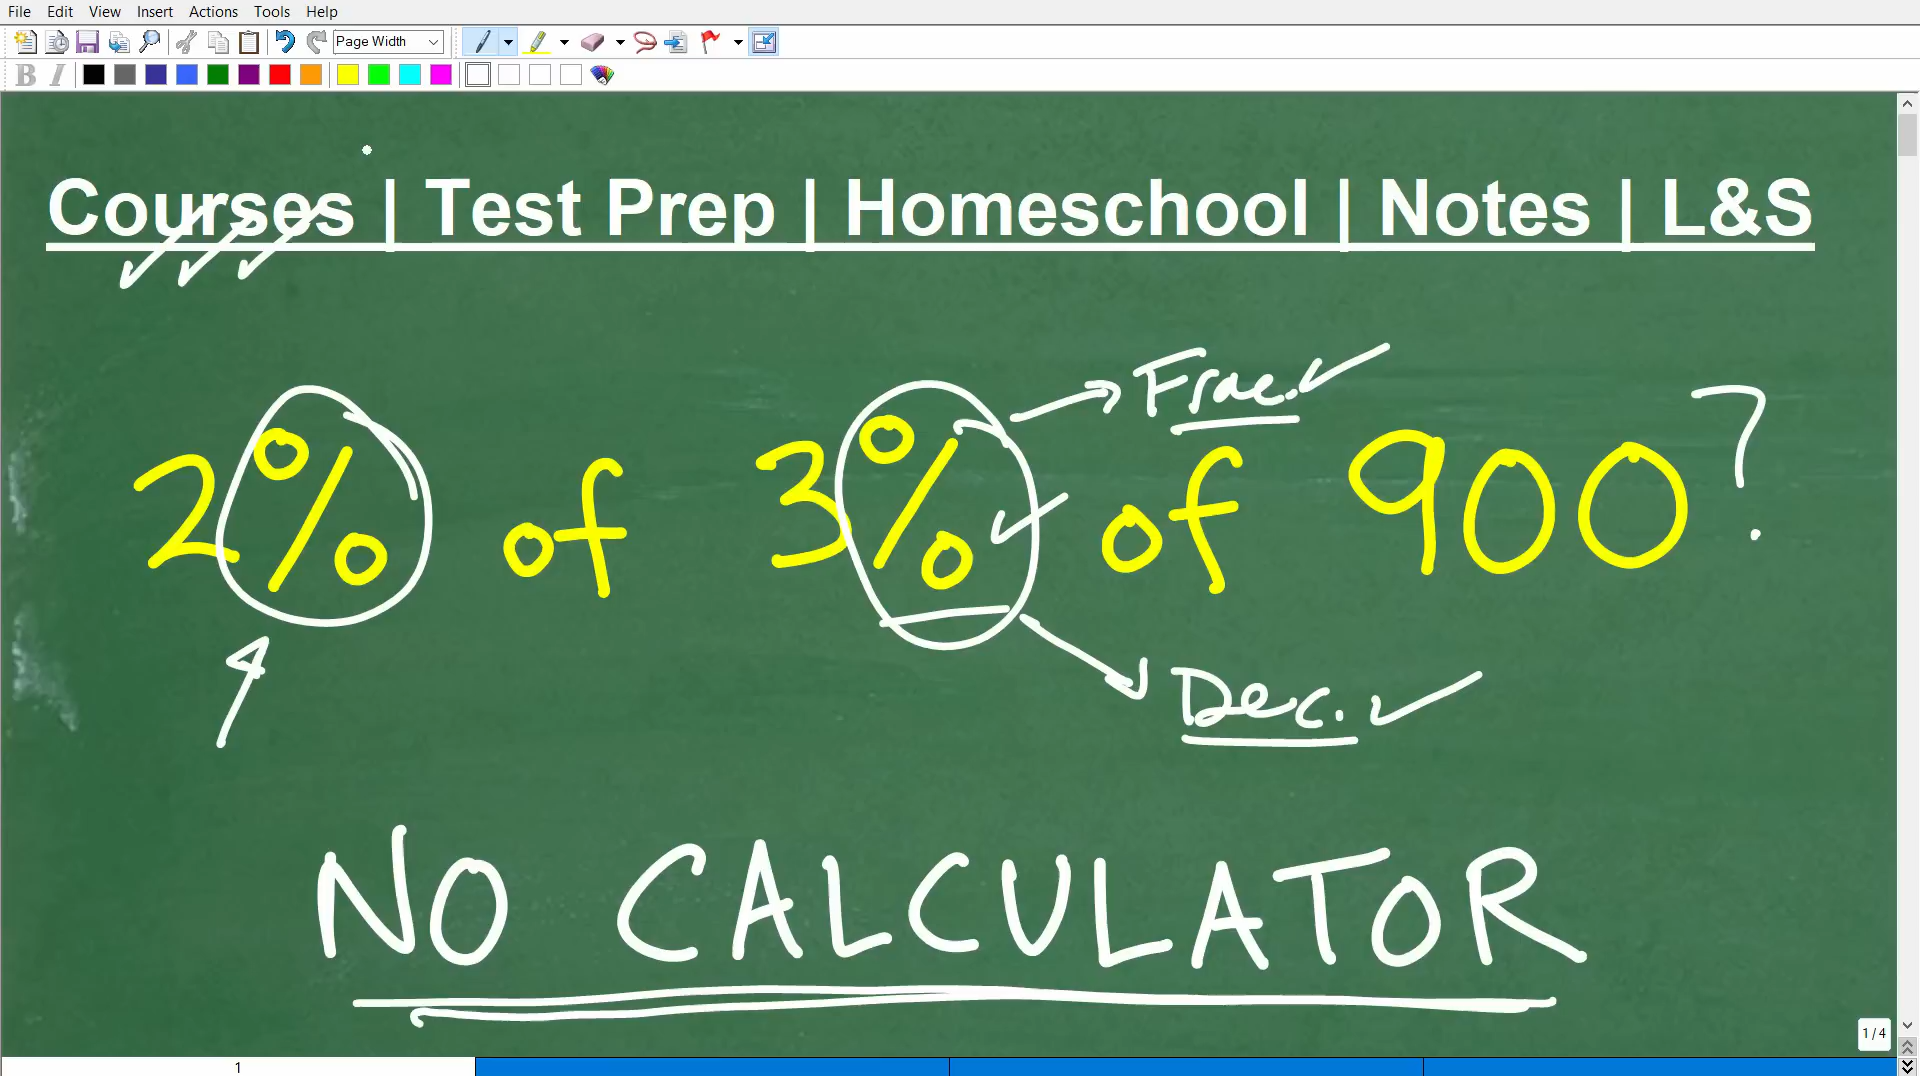 File Edit View Insert Actions Tools Help
Page Width
B I
Courses | Test Prep | Homeschool | Notes | L&S
Frac.
2% of 3% of 900?
Dec.
NO CALCULATOR
1 / 4
1